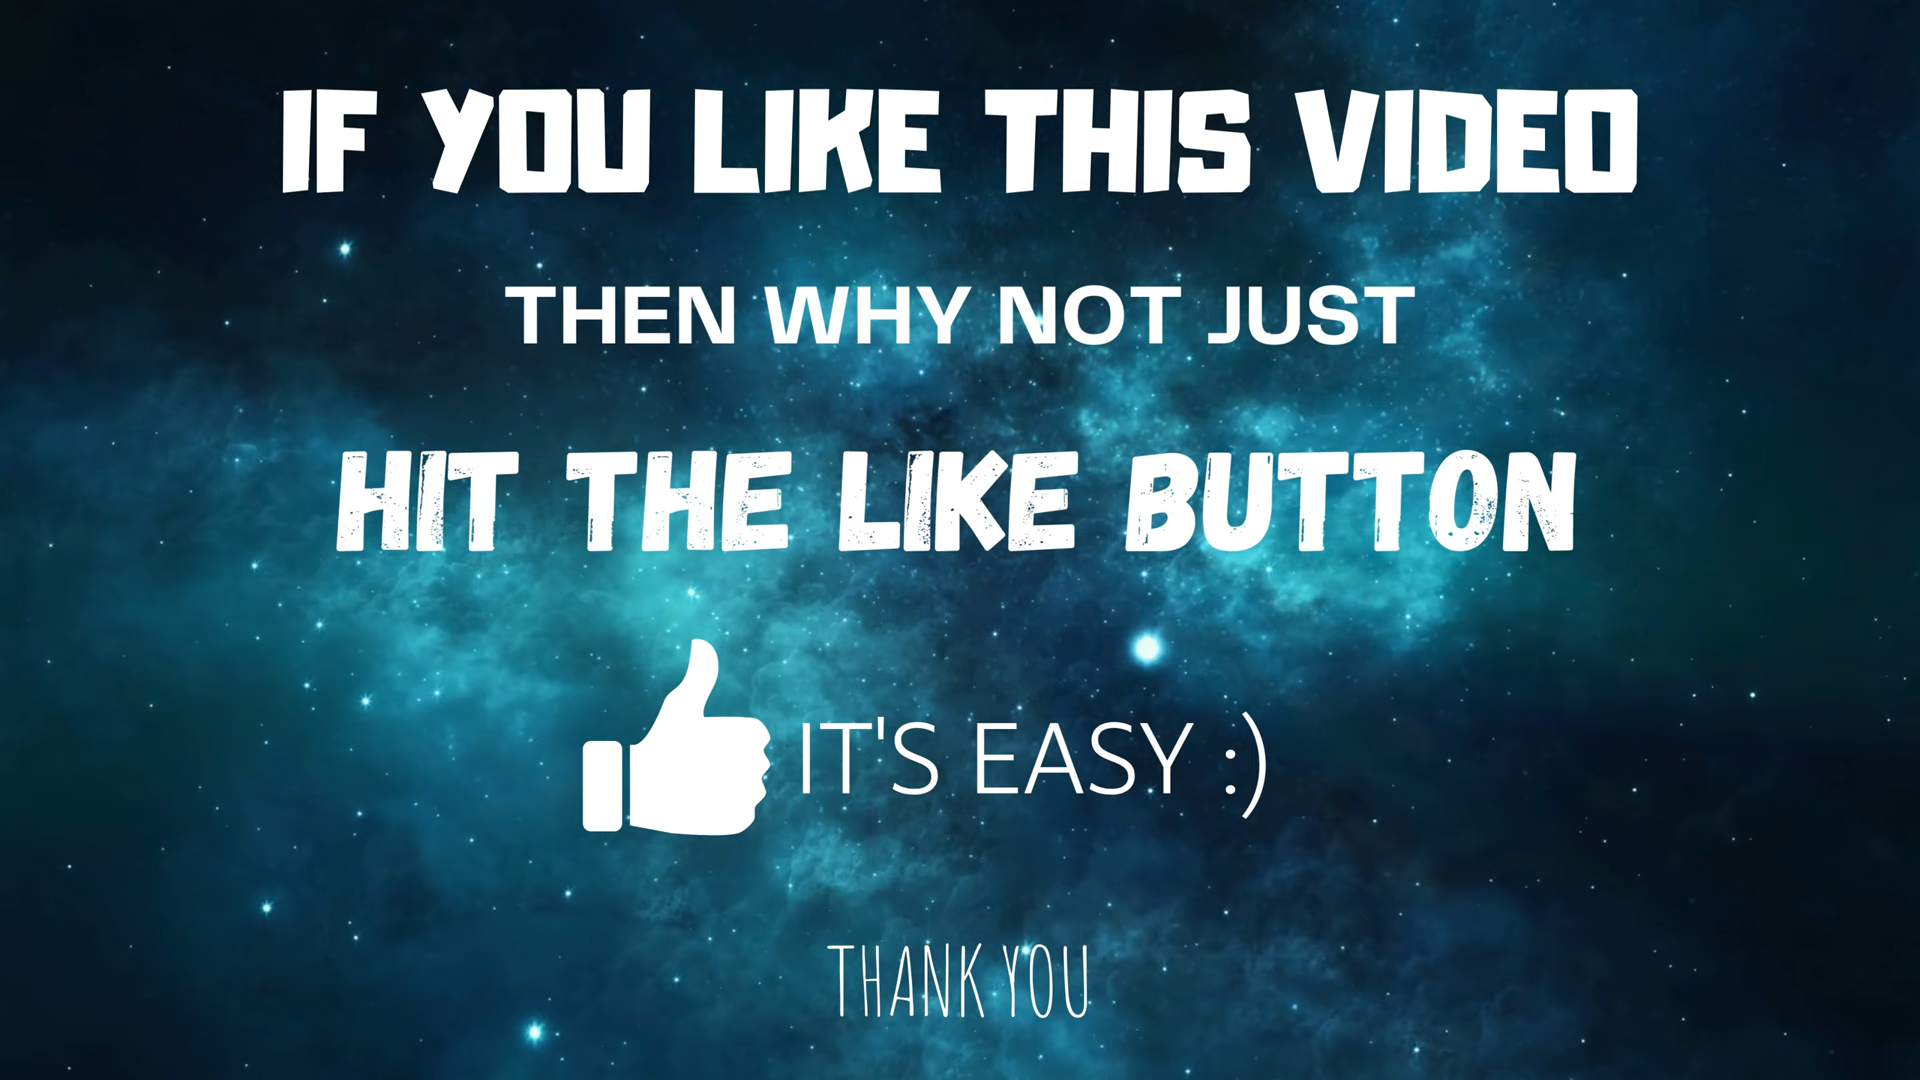 IF YOU LIKE THIS VIDEO
THEN WHY NOT JUST
HIT THE LIKE BUTTON
IT'S EASY :)
THANK YOU